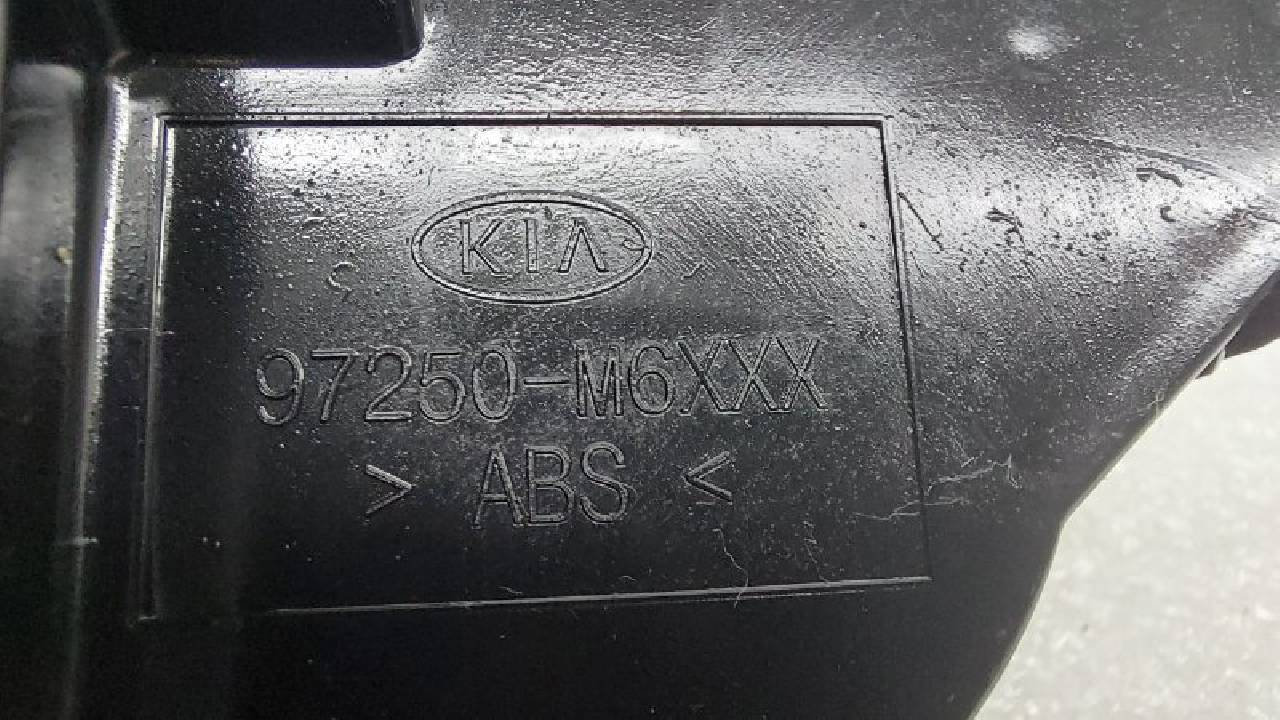 KIA
97250-M6XXX
> ABS <